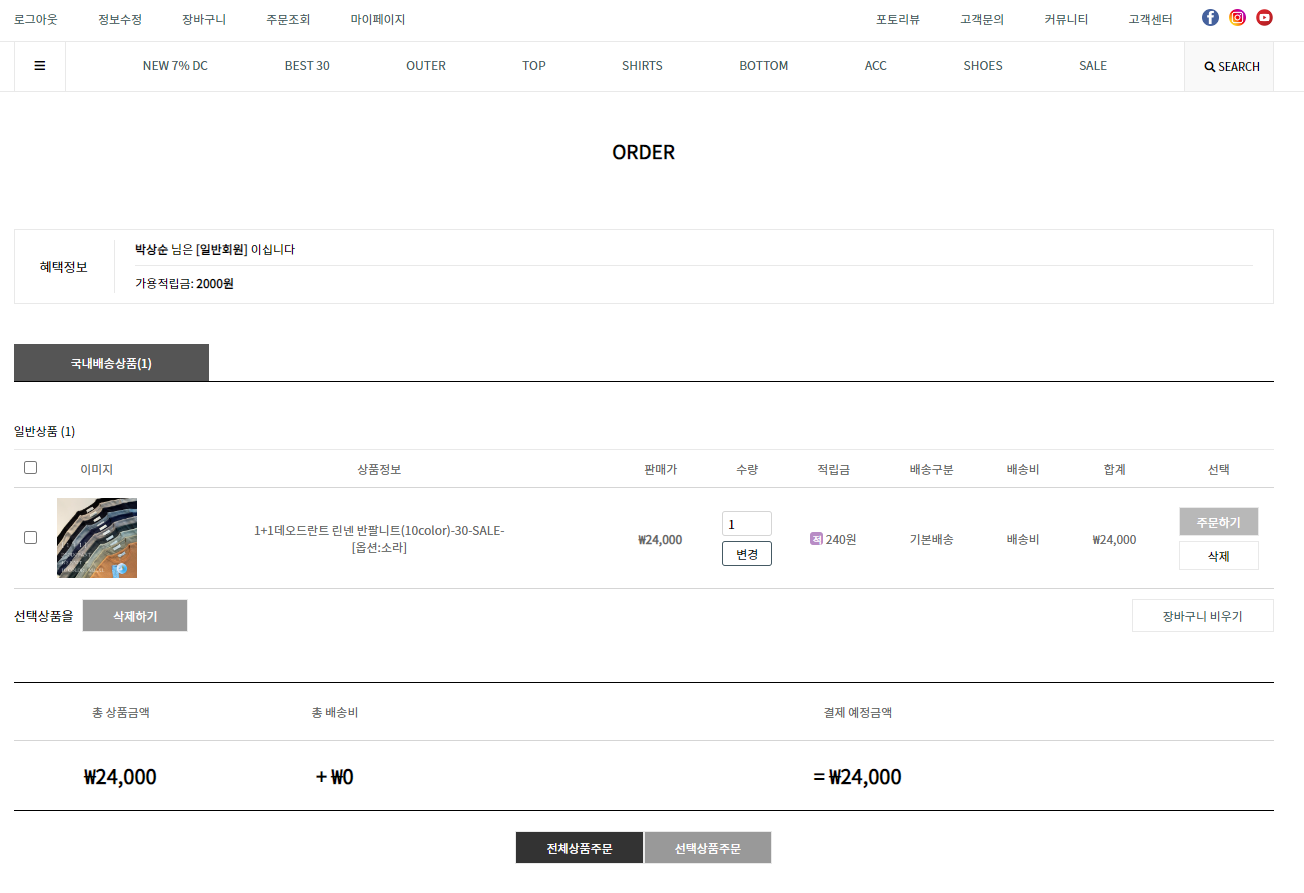 로그아웃 정보수정 장바구니 주문조회 마이페이지 포토리뷰 고객문의 커뮤니티 고객센터
NEW 7% DC BEST 30 OUTER TOP SHIRTS BOTTOM ACC SHOES SALE SEARCH
ORDER
혜택정보
박상순 님은 [일반회원] 이십니다
가용적립금: 2000원
국내배송상품(1)
일반상품 (1)
이미지 상품정보 판매가 수량 적립금 배송구분 배송비 합계 선택
1+1데오드란트 린넨 반팔니트(10color)-30-SALE-
[옵션:소라]
₩24,000 1 변경 적 240원 기본배송 배송비 ₩24,000 주문하기
삭제
선택상품을 삭제하기 장바구니 비우기
총 상품금액 총 배송비 결제 예정금액
₩24,000 + ₩0 = ₩24,000
전체상품주문 선택상품주문